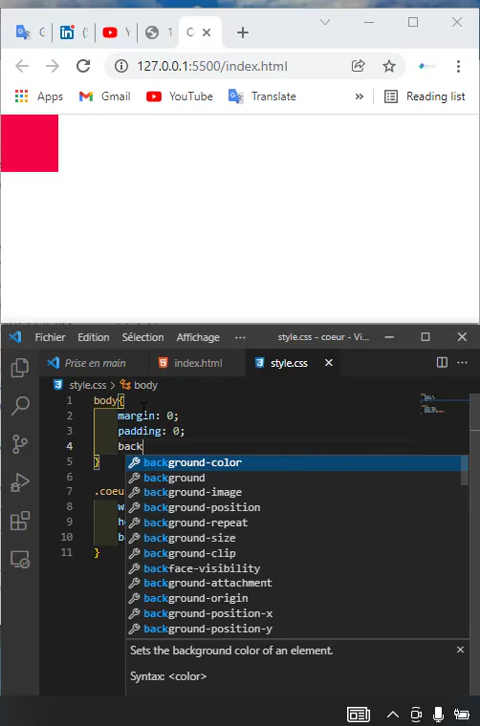 127.0.0.1:5500/index.html
Apps Gmail YouTube Translate » Reading list
Fichier Edition Sélection Affichage ··· style.css - coeur - Vi...
Prise en main index.html style.css
style.css > body
1 body{
2 margin: 0;
3 padding: 0;
4 back
5 }
6
7 .coeu
8 w
9 he
10 ba
11 }
background-color
background
background-image
background-position
background-repeat
background-size
background-clip
backface-visibility
background-attachment
background-origin
background-position-x
background-position-y
Sets the background color of an element.
Syntax: <color>